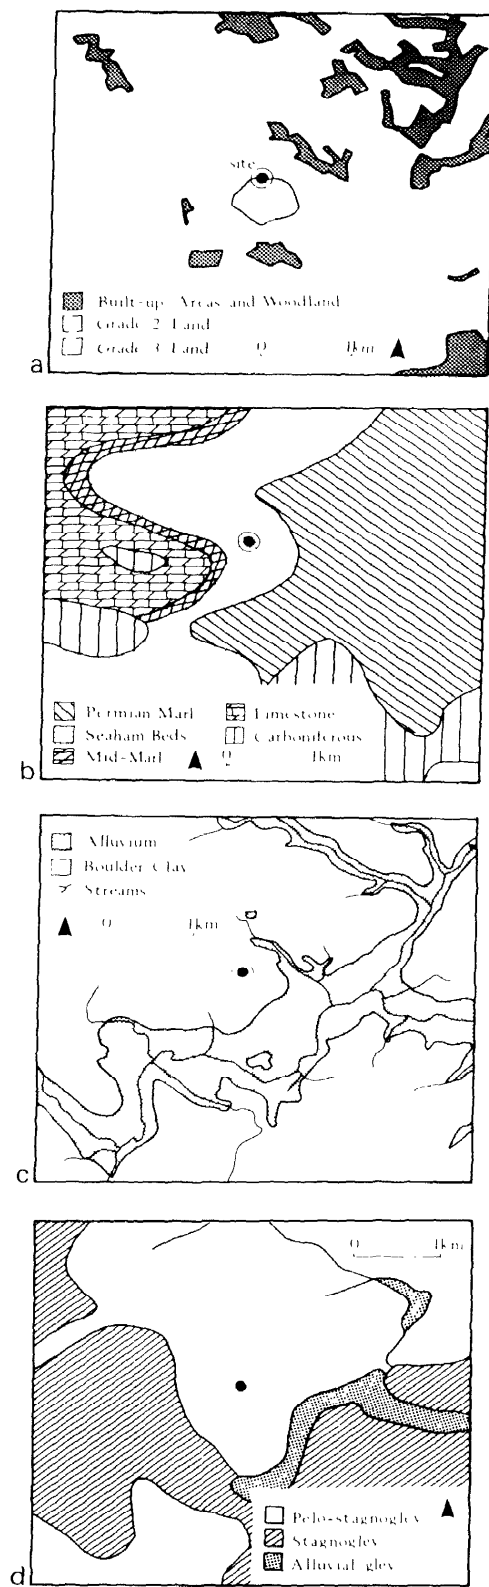 site
Built-up Areas and Woodland
Grade 2 Land
Grade 3 Land
0 1km
a
Permian Marl
Seaham Beds
Mid-Marl
Limestone
Carboniferous
0 1km
b
Alluvium
Boulder Clay
Streams
0 1km
c
0 1km
Pelo-stagnogley
Stagnogley
Alluvial gley
d